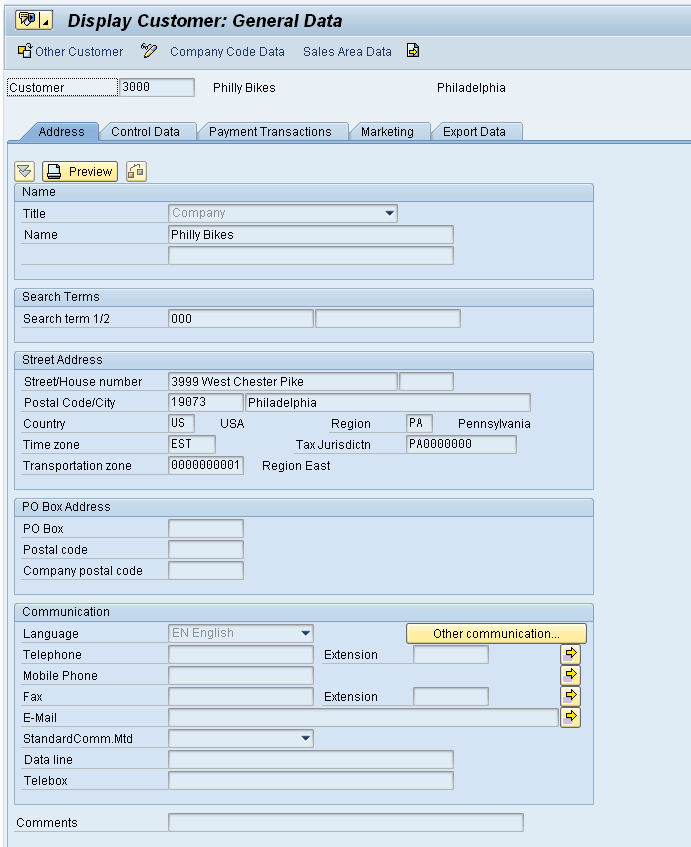 Display Customer: General Data
Other Customer Company Code Data Sales Area Data
Customer 3000 Philly Bikes Philadelphia
Address Control Data Payment Transactions Marketing Export Data
Preview
Name
Title Company
Name Philly Bikes
Search Terms
Search term 1/2 000
Street Address
Street/House number 3999 West Chester Pike
Postal Code/City 19073 Philadelphia
Country US USA Region PA Pennsylvania
Time zone EST Tax Jurisdictn PA0000000
Transportation zone 0000000001 Region East
PO Box Address
PO Box
Postal code
Company postal code
Communication
Language EN English Other communication...
Telephone Extension
Mobile Phone
Fax Extension
E-Mail
StandardComm.Mtd
Data line
Telebox
Comments